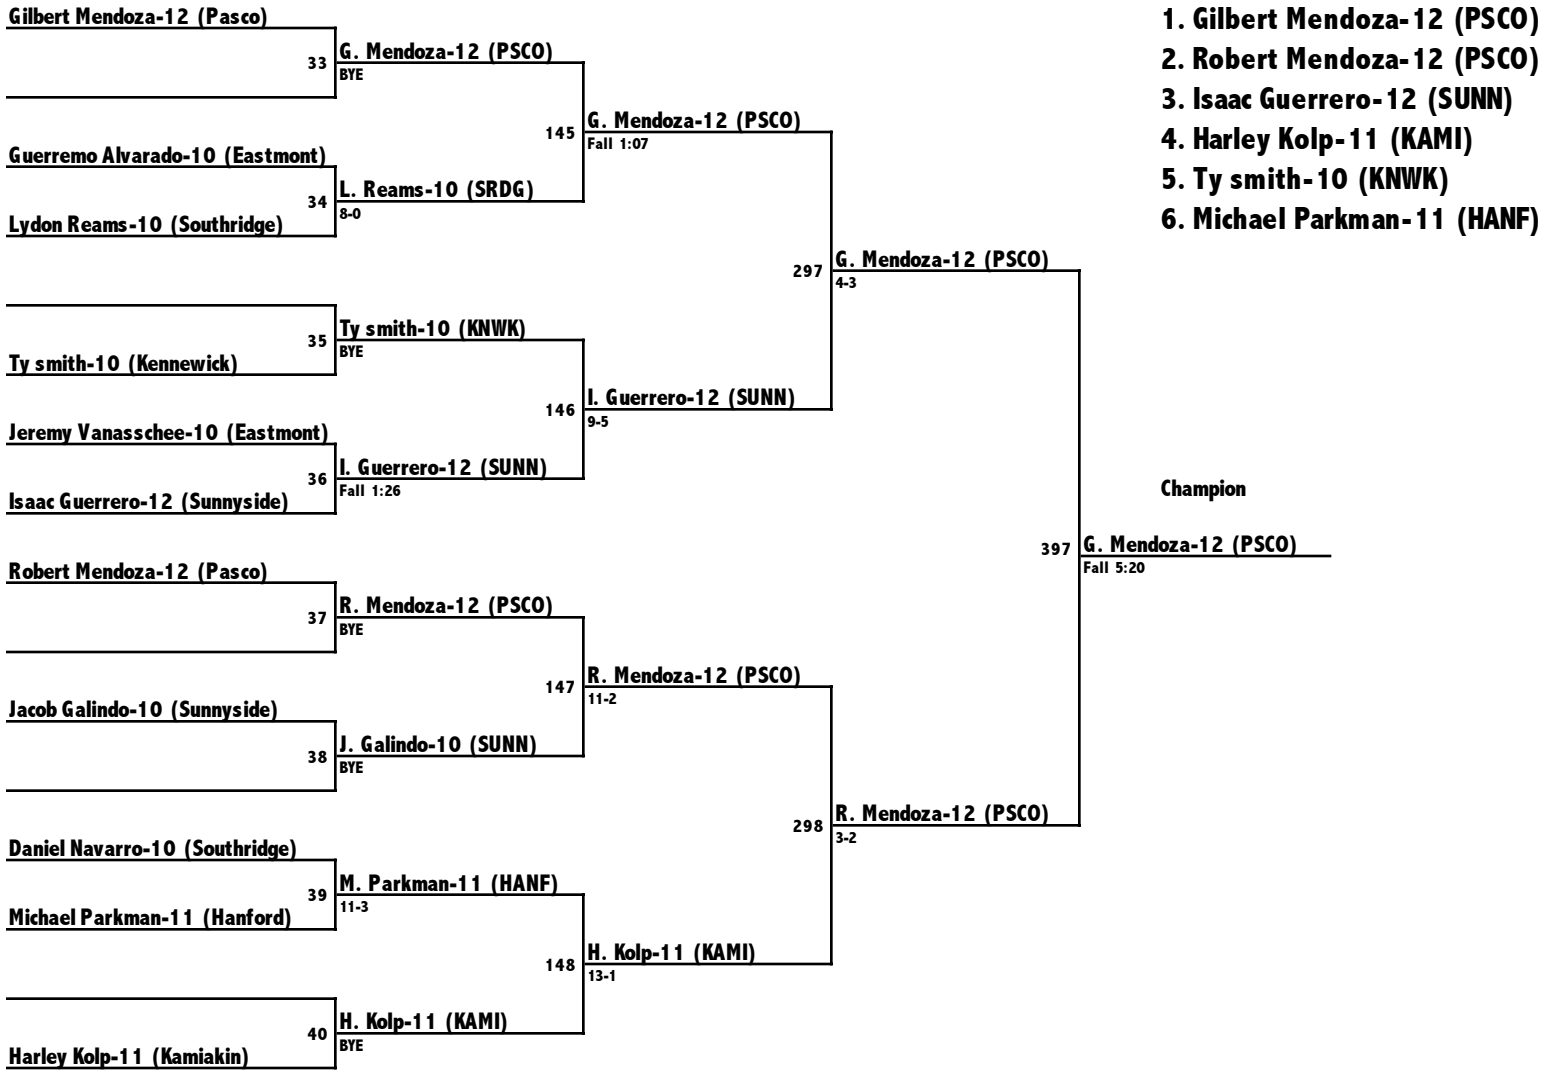 Gilbert Mendoza-12 (Pasco)
33
G. Mendoza-12 (PSCO)
BYE
145
G. Mendoza-12 (PSCO)
Fall 1:07
Guerremo Alvarado-10 (Eastmont)
34
L. Reams-10 (SRDG)
8-0
Lydon Reams-10 (Southridge)
297
G. Mendoza-12 (PSCO)
4-3
35
Ty smith-10 (KNWK)
BYE
Ty smith-10 (Kennewick)
146
I. Guerrero-12 (SUNN)
9-5
Jeremy Vanasschee-10 (Eastmont)
36
I. Guerrero-12 (SUNN)
Fall 1:26
Isaac Guerrero-12 (Sunnyside)
397
G. Mendoza-12 (PSCO)
Fall 5:20
Champion
Robert Mendoza-12 (Pasco)
37
R. Mendoza-12 (PSCO)
BYE
147
R. Mendoza-12 (PSCO)
11-2
Jacob Galindo-10 (Sunnyside)
38
J. Galindo-10 (SUNN)
BYE
298
R. Mendoza-12 (PSCO)
3-2
Daniel Navarro-10 (Southridge)
39
M. Parkman-11 (HANF)
11-3
Michael Parkman-11 (Hanford)
148
H. Kolp-11 (KAMI)
13-1
40
H. Kolp-11 (KAMI)
BYE
Harley Kolp-11 (Kamiakin)
1. Gilbert Mendoza-12 (PSCO)
2. Robert Mendoza-12 (PSCO)
3. Isaac Guerrero-12 (SUNN)
4. Harley Kolp-11 (KAMI)
5. Ty smith-10 (KNWK)
6. Michael Parkman-11 (HANF)